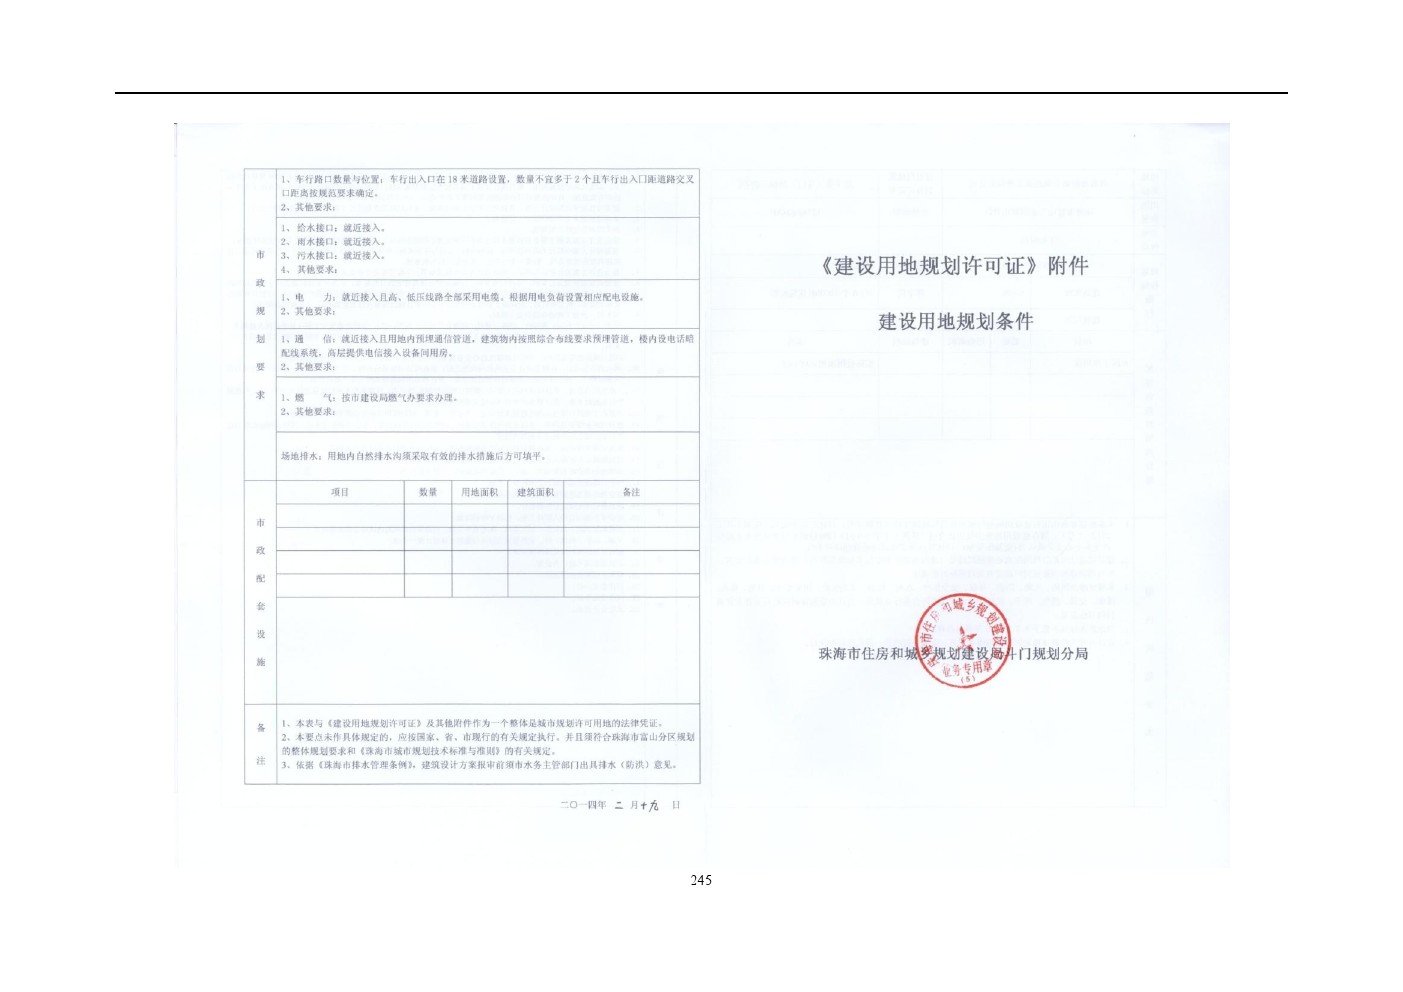 1、车行路口数量与位置：车行出入口在 18 米道路设置，数量不宜多于 2 个且车行出入口距道路交叉
口距离按规范要求确定。
2、其他要求：
1、 给水接口：就近接入。
2、 雨水接口：就近接入。
3、 污水接口：就近接入。
4、 其他要求：
1、电 力：就近接入且高、低压线路全部采用电缆。根据用电负荷设置相应配电设施。
2、其他要求：
1、通 信：就近接入且用地内预埋通信管道，建筑物内按照综合布线要求预埋管道，楼内设电话暗
配线系统，高层提供电信接入设备间用房。
2、其他要求：
1、燃 气：按市建设局燃气办要求办理。
2、其他要求：
场地排水：用地内自然排水沟须采取有效的排水措施后方可填平。
市
政
规
划
要
求
项目 数量 用地面积 建筑面积 备注
市
政
配
套
设
施
备
注
1、本表与《建设用地规划许可证》及其他附件作为一个整体是城市规划许可用地的法律凭证。
2、本要点未作具体规定的，应按国家、省、市现行的有关规定执行。并且须符合珠海市富山分区规划
的整体规划要求和《珠海市城市规划技术标准与准则》的有关规定。
3、依据《珠海市排水管理条例》，建筑设计方案报审前须市水务主管部门出具排水（防洪）意见。
二〇一四年 二 月十九 日
《建设用地规划许可证》附件
建设用地规划条件
珠海市住房和城乡规划建设局斗门规划分局
珠海市住房和城乡规划建设局
业务专用章
245